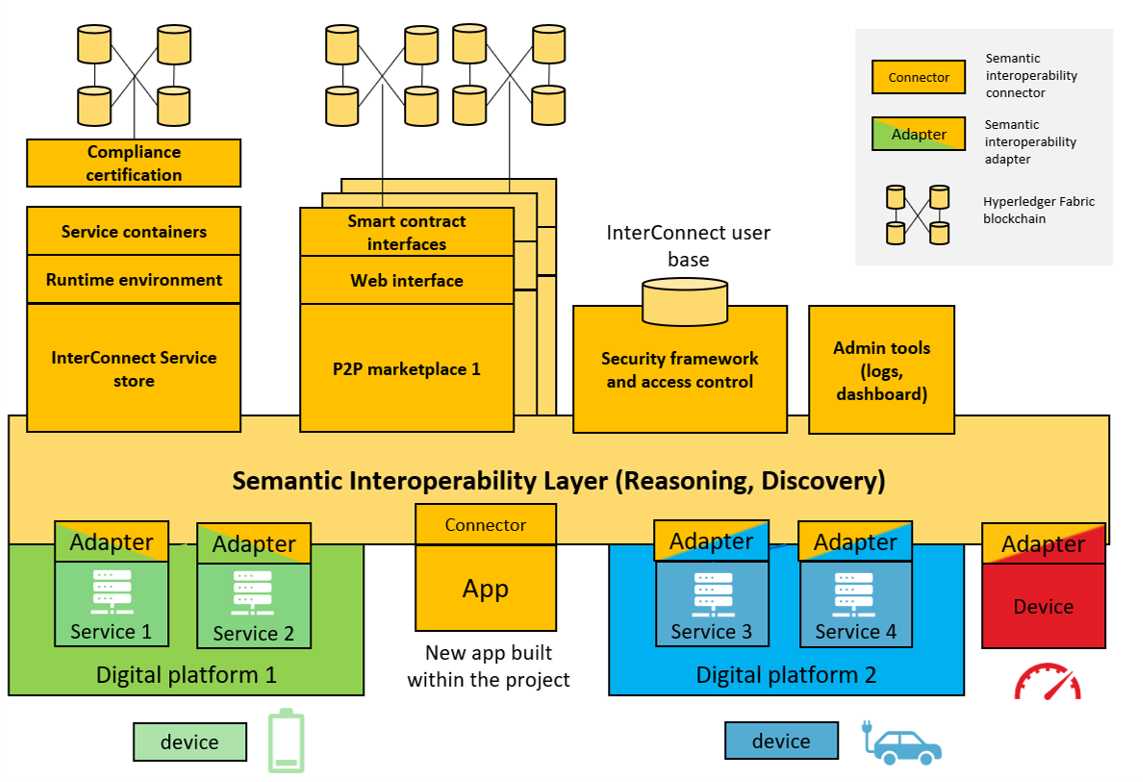 Connector
Semantic
interoperability
connector
Adapter
Semantic
interoperability
adapter
Hyperledger Fabric
blockchain
Compliance
certification
Service containers
Runtime environment
InterConnect Service
store
Smart contract
interfaces
Web interface
P2P marketplace 1
InterConnect user
base
Security framework
and access control
Admin tools
(logs,
dashboard)
Semantic Interoperability Layer (Reasoning, Discovery)
Adapter
Service 1
Adapter
Service 2
Digital platform 1
device
Connector
App
New app built
within the project
Adapter
Service 3
Adapter
Service 4
Digital platform 2
device
Adapter
Device